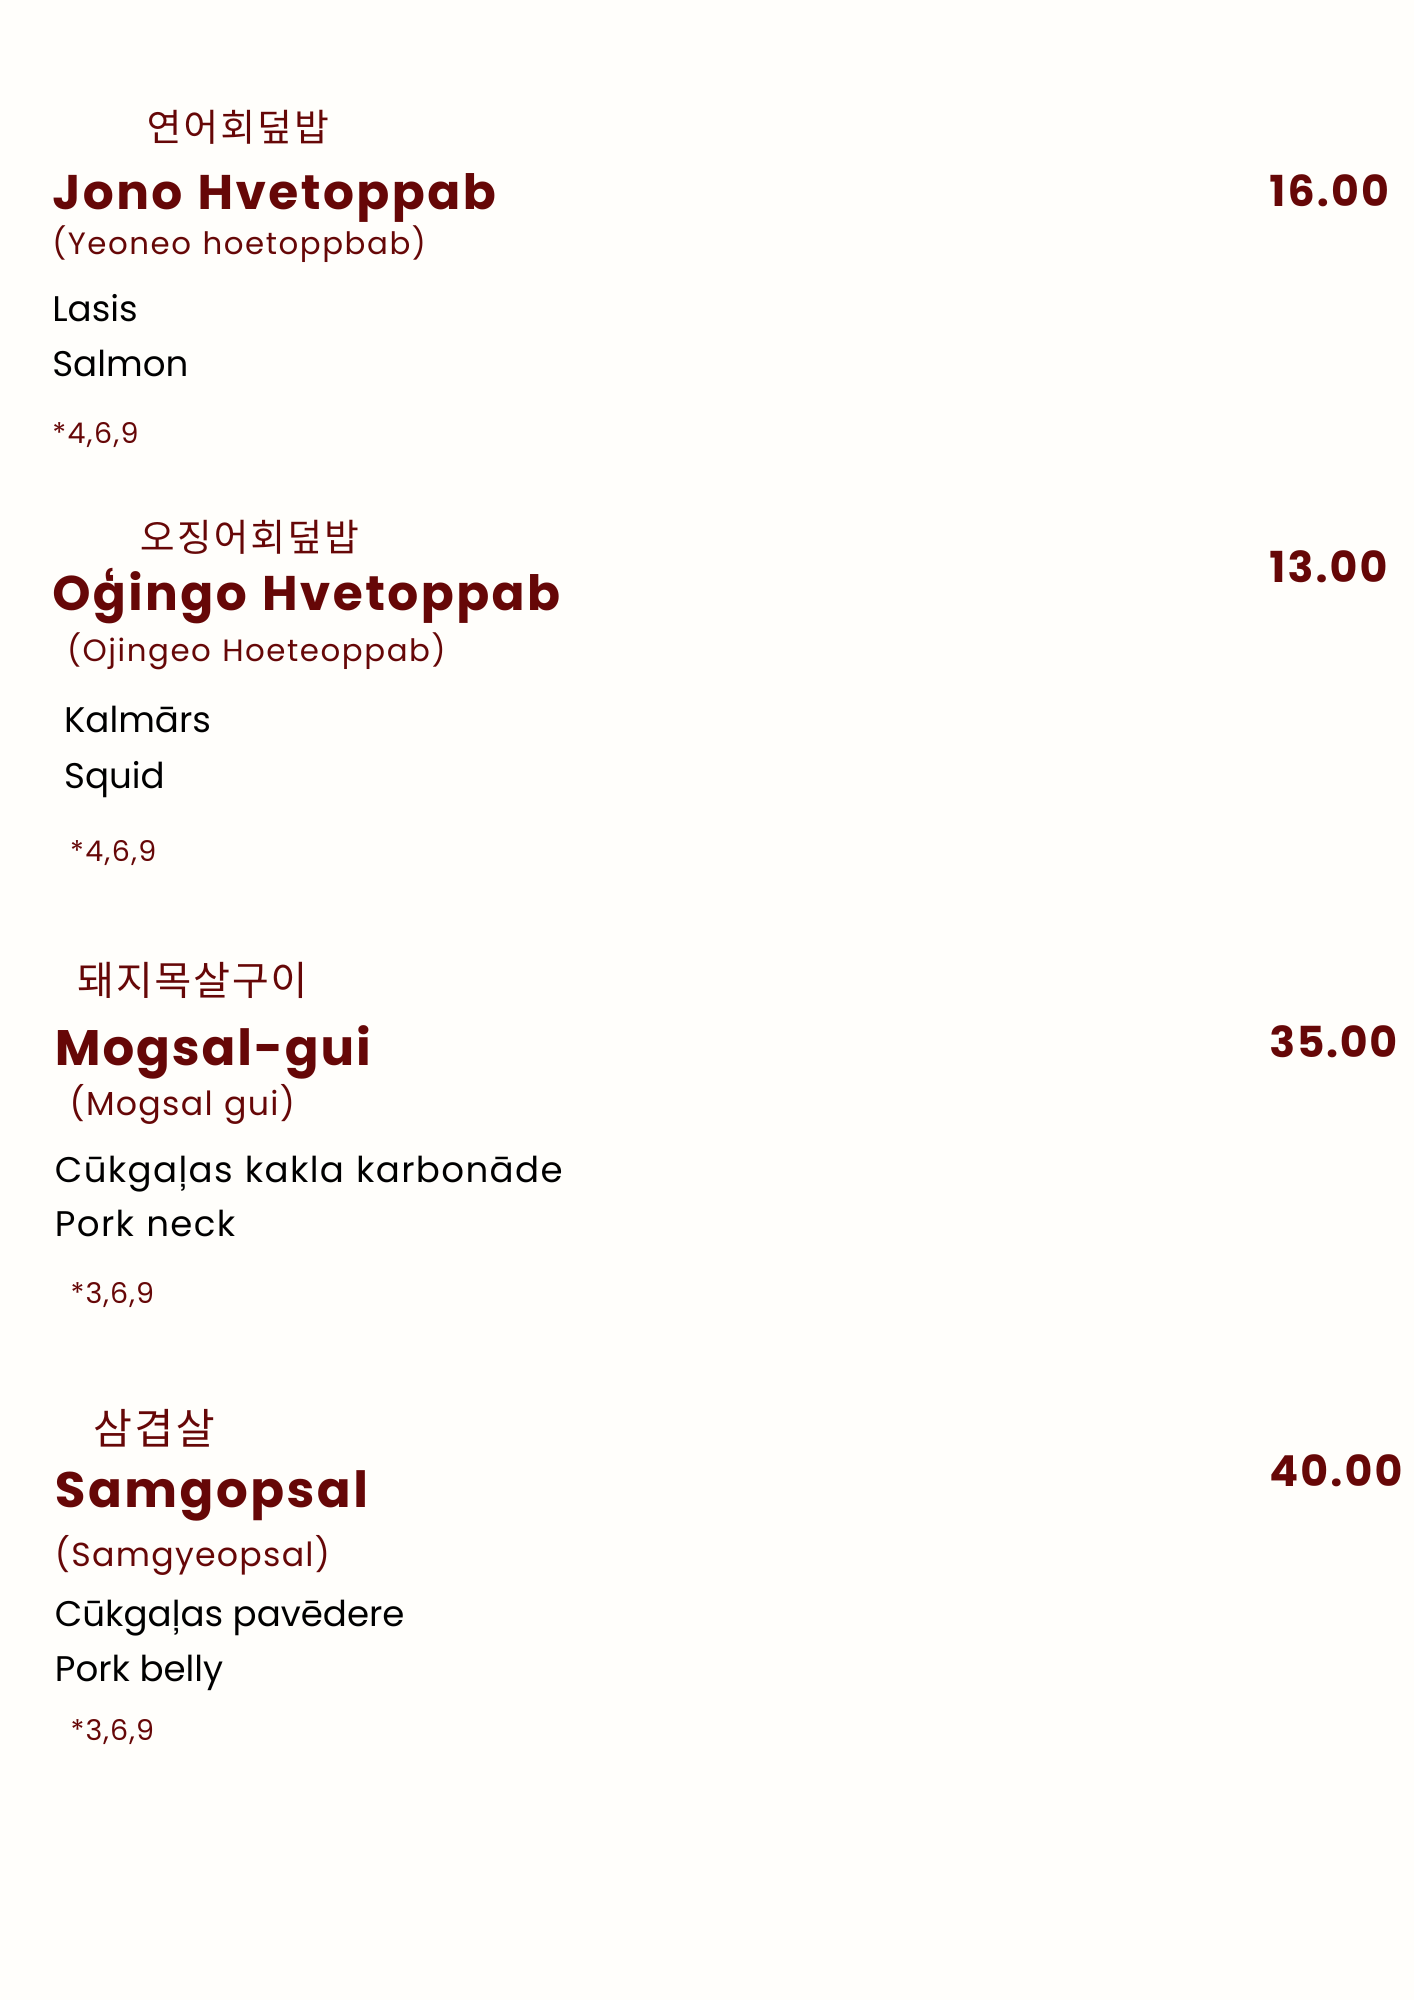 연어회덮밥
Jono Hvetoppab 16.00
(Yeoneo hoetoppbab)
Lasis
Salmon
*4,6,9
오징어회덮밥
Oģingo Hvetoppab 13.00
(Ojingeo Hoeteoppab)
Kalmārs
Squid
*4,6,9
돼지목살구이
Mogsal-gui 35.00
(Mogsal gui)
Cūkgaļas kakla karbonāde
Pork neck
*3,6,9
삼겹살
Samgopsal 40.00
(Samgyeopsal)
Cūkgaļas pavēdere
Pork belly
*3,6,9